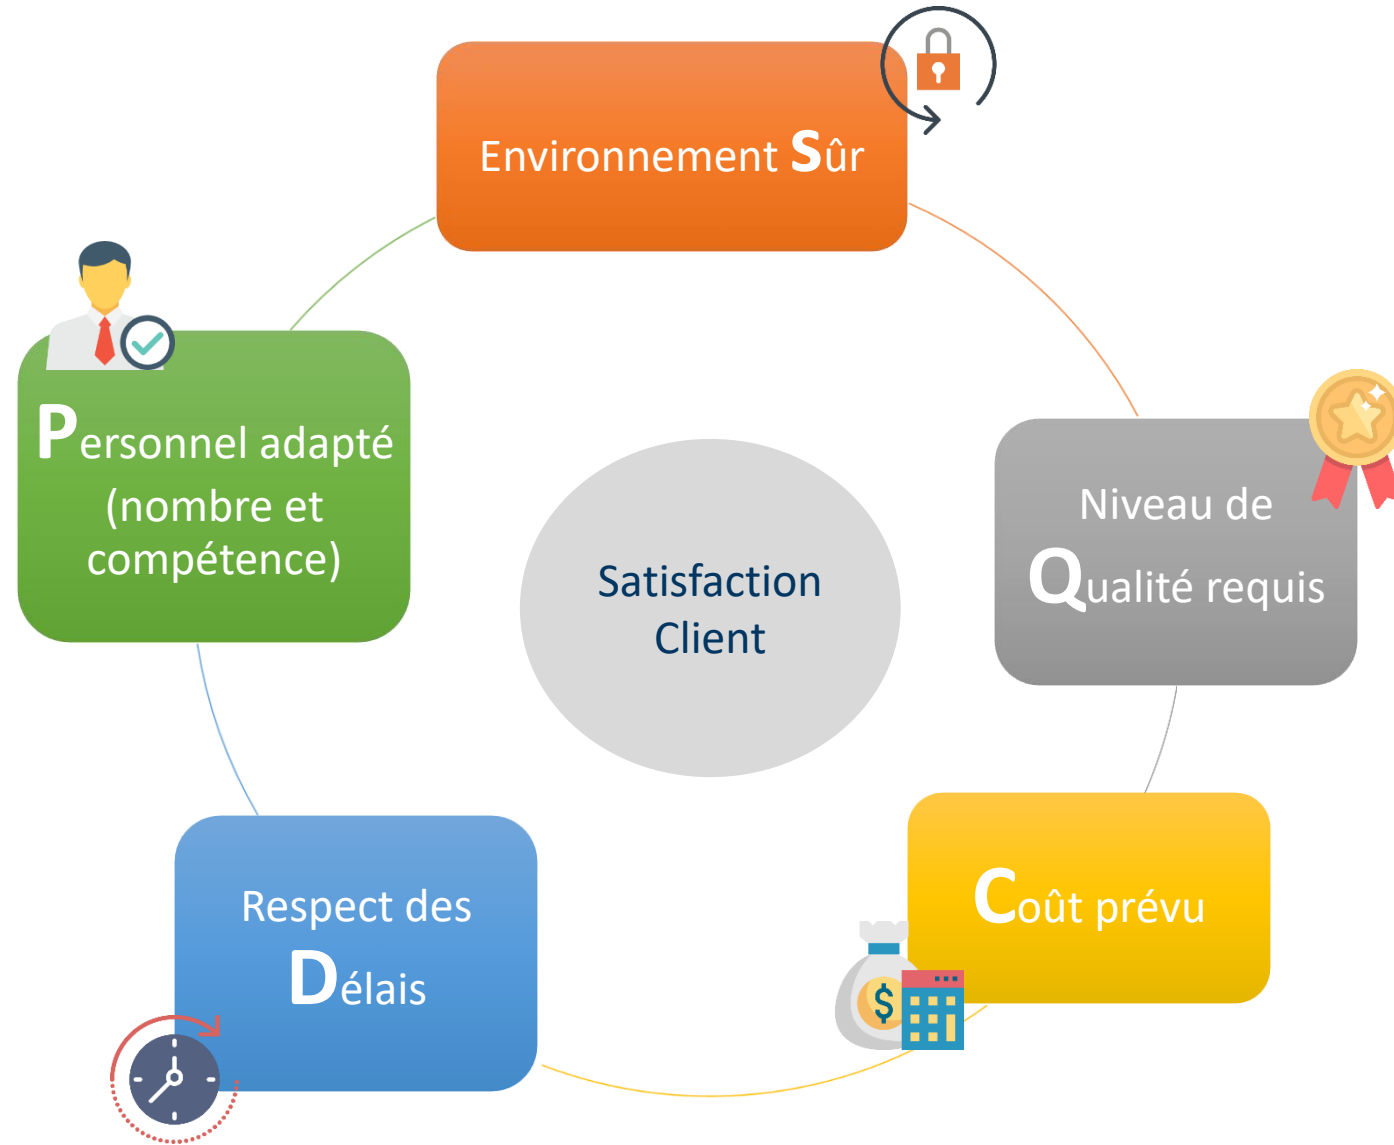 Environnement Sûr
Personnel adapté
(nombre et
compétence)
Niveau de
Qualité requis
Satisfaction
Client
Respect des
Délais
Coût prévu
$